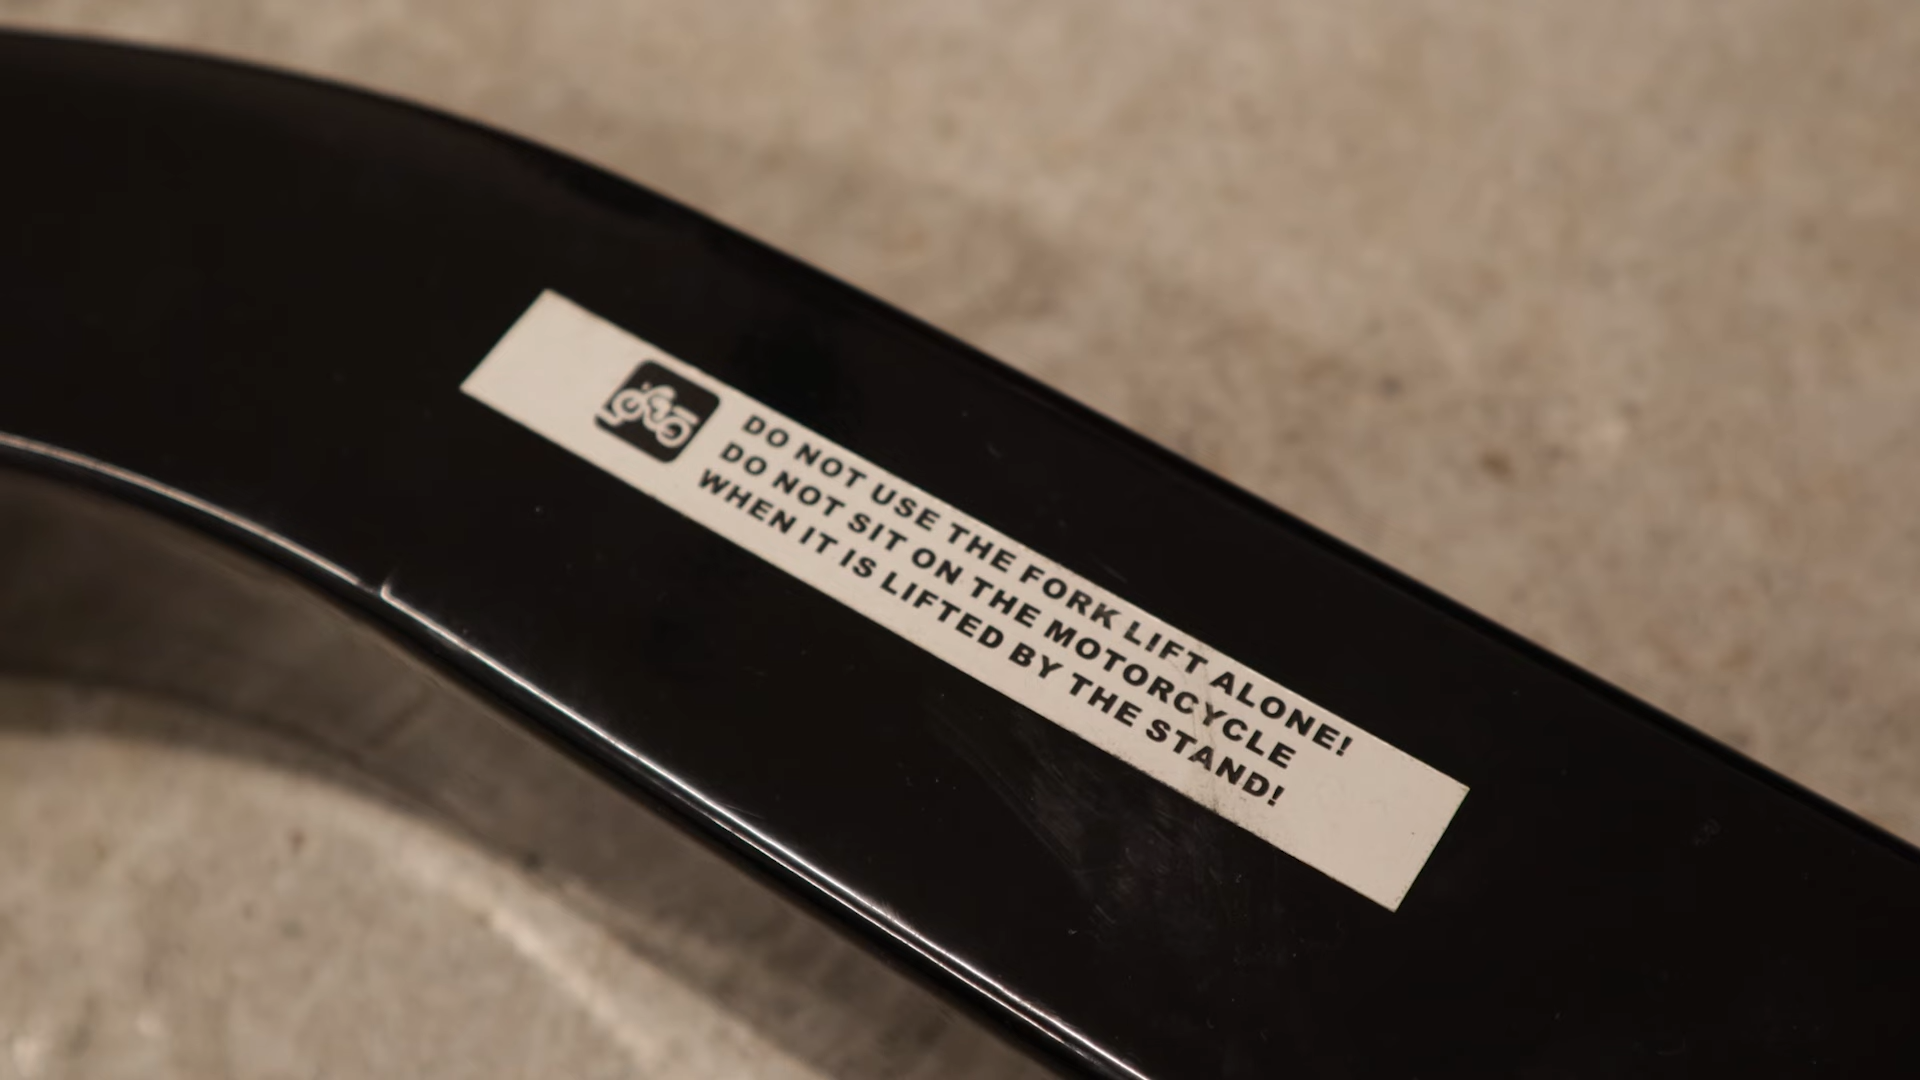 DO NOT USE THE FORK LIFT ALONE!
DO NOT SIT ON THE MOTORCYCLE
WHEN IT IS LIFTED BY THE STAND!